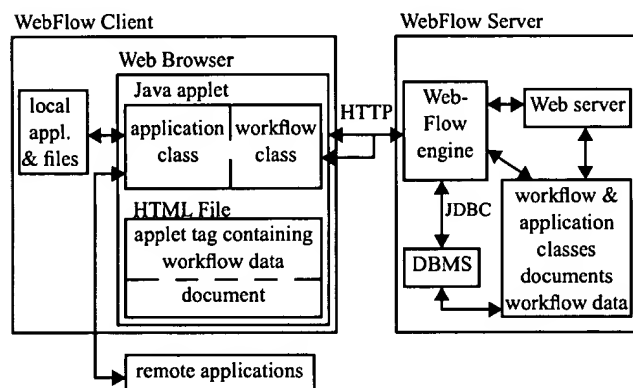 WebFlow Client
Web Browser
Java applet
local
appl.
& files
application
class
workflow
class
HTML File
applet tag containing
workflow data
document
remote applications
HTTP
WebFlow Server
Web-
Flow
engine
Web server
JDBC
DBMS
workflow &
application
classes
documents
workflow data